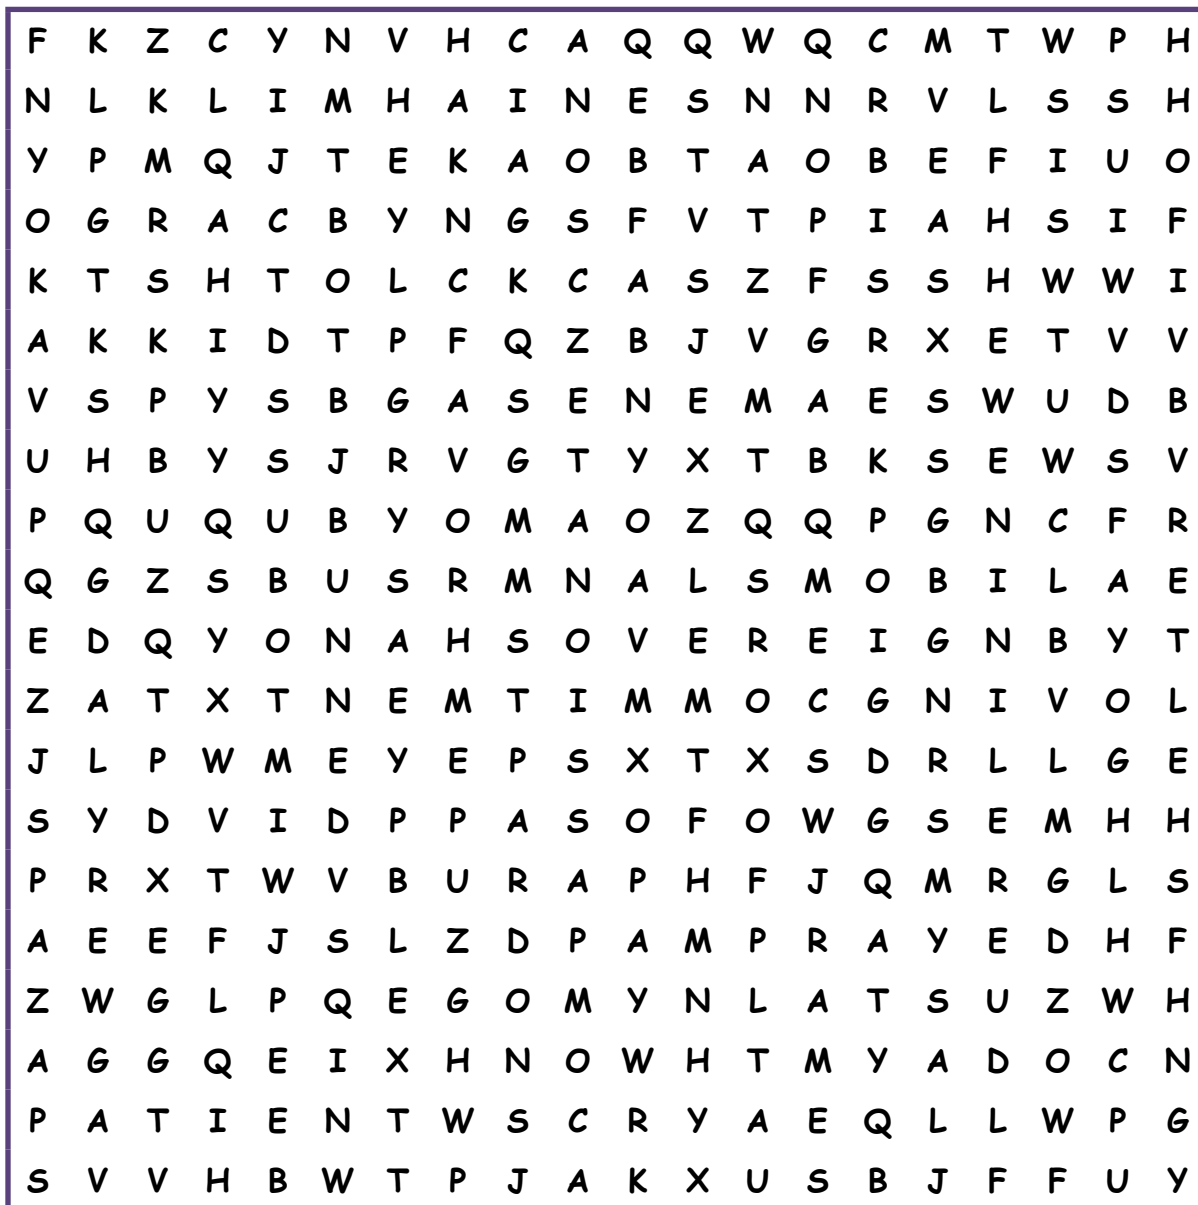 F K Z C Y N V H C A Q Q W Q C M T W P H
N L K L I M H A I N E S N N R V L S S H
Y P M Q J T E K A O B T A O B E F I U O
O G R A C B Y N G S F V T P I A H S I F
K T S H T O L C K C A S Z F S S H W W I
A K K I D T P F Q Z B J V G R X E T V V
V S P Y S B G A S E N E M A E S W U D B
U H B Y S J R V G T Y X T B K S E W S V
P Q U Q U B Y O M A O Z Q Q P G N C F R
Q G Z S B U S R M N A L S M O B I L A E
E D Q Y O N A H S O V E R E I G N B Y T
Z A T X T N E M T I M M O C G N I V O L
J L P W M E Y E P S X T X S D R L L G E
S Y D V I D P P A S O F O W G S E M H H
P R X T W V B U R A P H F J Q M R G L S
A E E F J S L Z D P A M P R A Y E D H F
Z W G L P Q E G O M Y N L A T S U Z W H
A G G Q E I X H N O W H T M Y A D O C N
P A T I E N T W S C R Y A E Q L L W P G
S V V H B W T P J A K X U S B J F F U Y